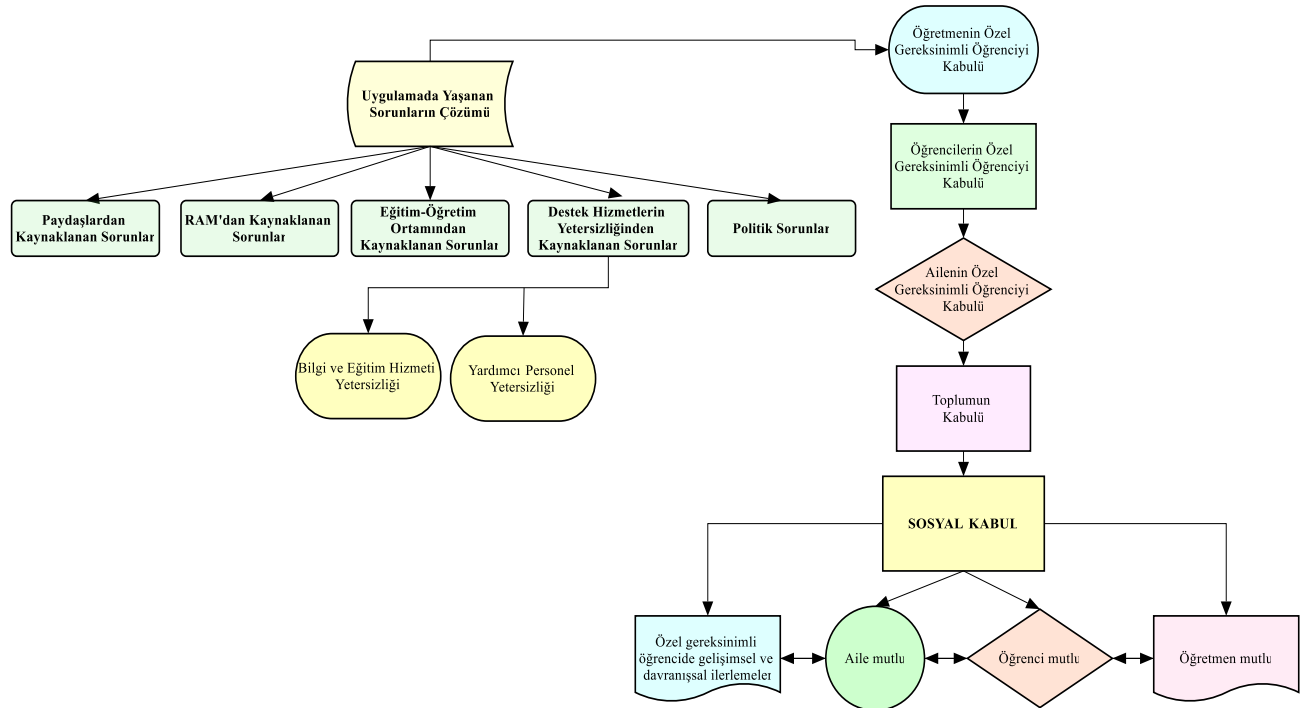 Öğretmenin Özel
Gereksinimli Öğrenciyi
Kabulü
Uygulamada Yaşanan
Sorunların Çözümü
Öğrencilerin Özel
Gereksinimli Öğrenciyi
Kabulü
Paydaşlardan
Kaynaklanan Sorunlar
RAM'dan Kaynaklanan
Sorunlar
Eğitim-Öğretim
Ortamından
Kaynaklanan Sorunlar
Destek Hizmetlerin
Yetersizliğinden
Kaynaklanan Sorunlar
Politik Sorunlar
Ailenin Özel
Gereksinimli Öğrenciyi
Kabulü
Bilgi ve Eğitim Hizmeti
Yetersizliği
Yardımcı Personel
Yetersizliği
Toplumun
Kabulü
SOSYAL KABUL
Özel gereksinimli
öğrencide gelişimsel ve
davranışsal ilerlemeler
Aile mutlu
Öğrenci mutlu
Öğretmen mutlu